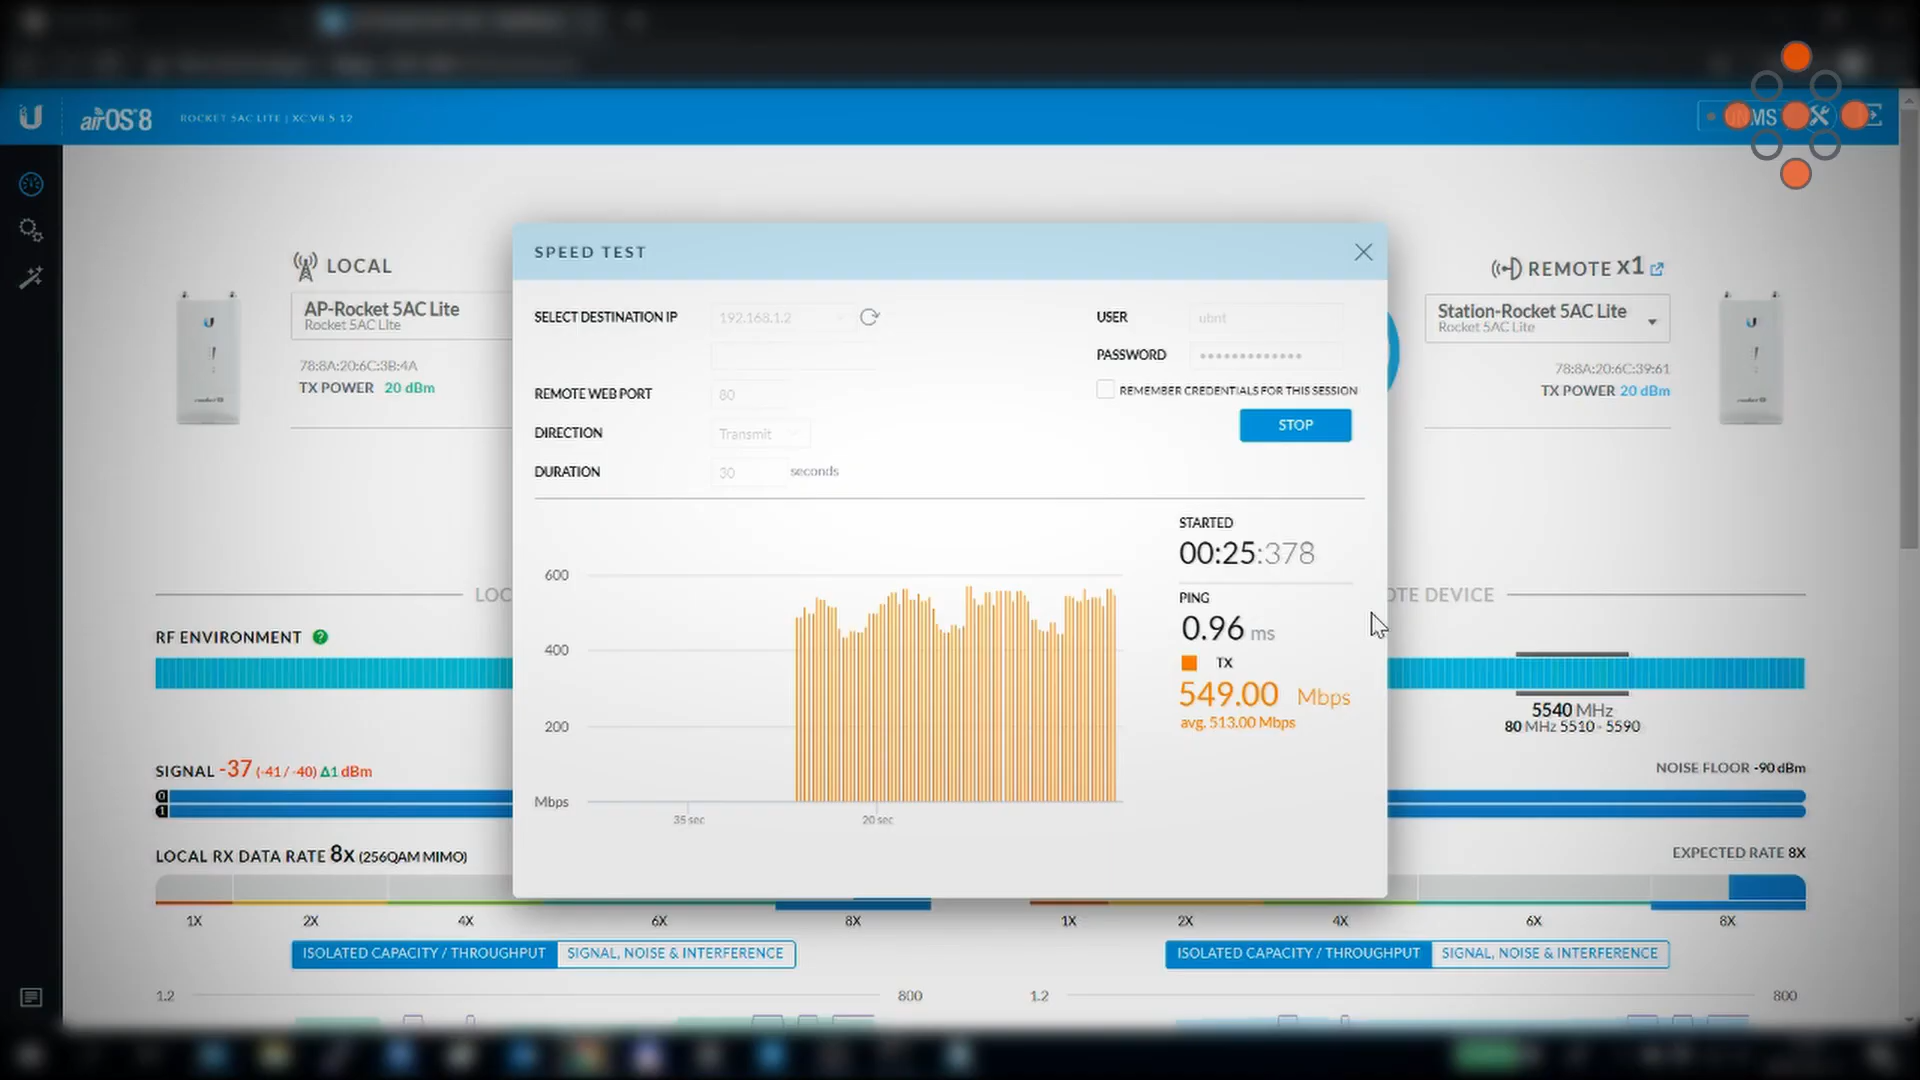 airOS 8
ROCKET 5AC LITE | XC.V8.5.12
LOCAL
AP-Rocket 5AC Lite
Rocket 5AC Lite
78:8A:20:6C:3B:4A
TX POWER 20 dBm
REMOTE x1
Station-Rocket 5AC Lite
Rocket 5AC Lite
78:8A:20:6C:39:61
TX POWER 20 dBm
SPEED TEST
SELECT DESTINATION IP 192.168.1.2
REMOTE WEB PORT 80
DIRECTION Transmit
DURATION 30 seconds
USER ubnt
PASSWORD •••••••••••••
REMEMBER CREDENTIALS FOR THIS SESSION
STOP
STARTED
00:25:378
PING
0.96 ms
TX
549.00 Mbps
avg. 513.00 Mbps
600
400
200
Mbps
35 sec
20 sec
DEVICE
RF ENVIRONMENT
5540 MHz
80 MHz 5510 - 5590
SIGNAL -37 (-41 / -40) Δ1 dBm
0
1
NOISE FLOOR -90 dBm
LOCAL RX DATA RATE 8X (256QAM MIMO)
EXPECTED RATE 8X
1X 2X 4X 6X 8X
1X 2X 4X 6X 8X
ISOLATED CAPACITY / THROUGHPUT SIGNAL, NOISE & INTERFERENCE
ISOLATED CAPACITY / THROUGHPUT SIGNAL, NOISE & INTERFERENCE
1.2 800
1.2 800